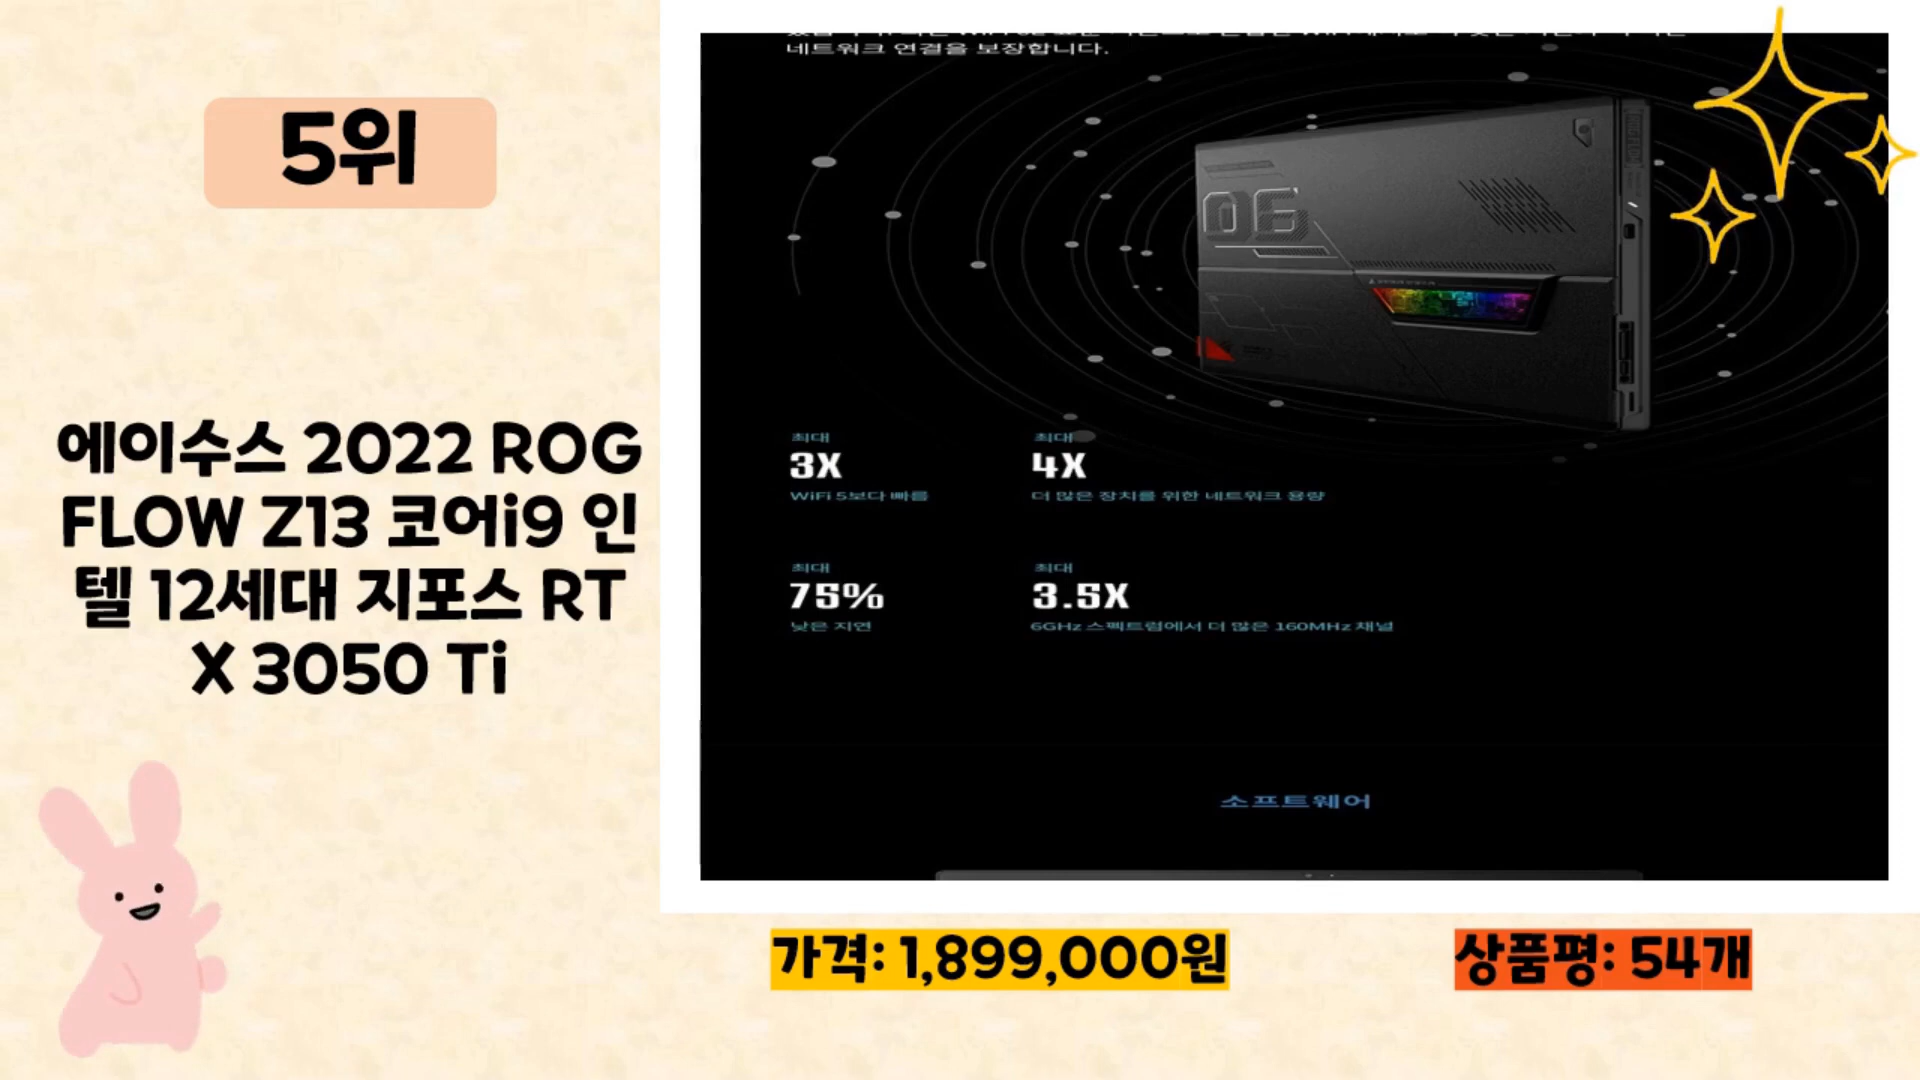 5위
에이수스 2022 ROG
FLOW Z13 코어i9 인
텔 12세대 지포스 RT
X 3050 Ti
네트워크 연결을 보장합니다.
06
최대
3X
WiFi 5보다 빠름
최대
4X
더 많은 장치를 위한 네트워크 용량
최대
75%
낮은 지연
최대
3.5X
6GHz 스펙트럼에서 더 많은 160MHz 채널
소프트웨어
가격: 1,899,000원
상품평: 54개